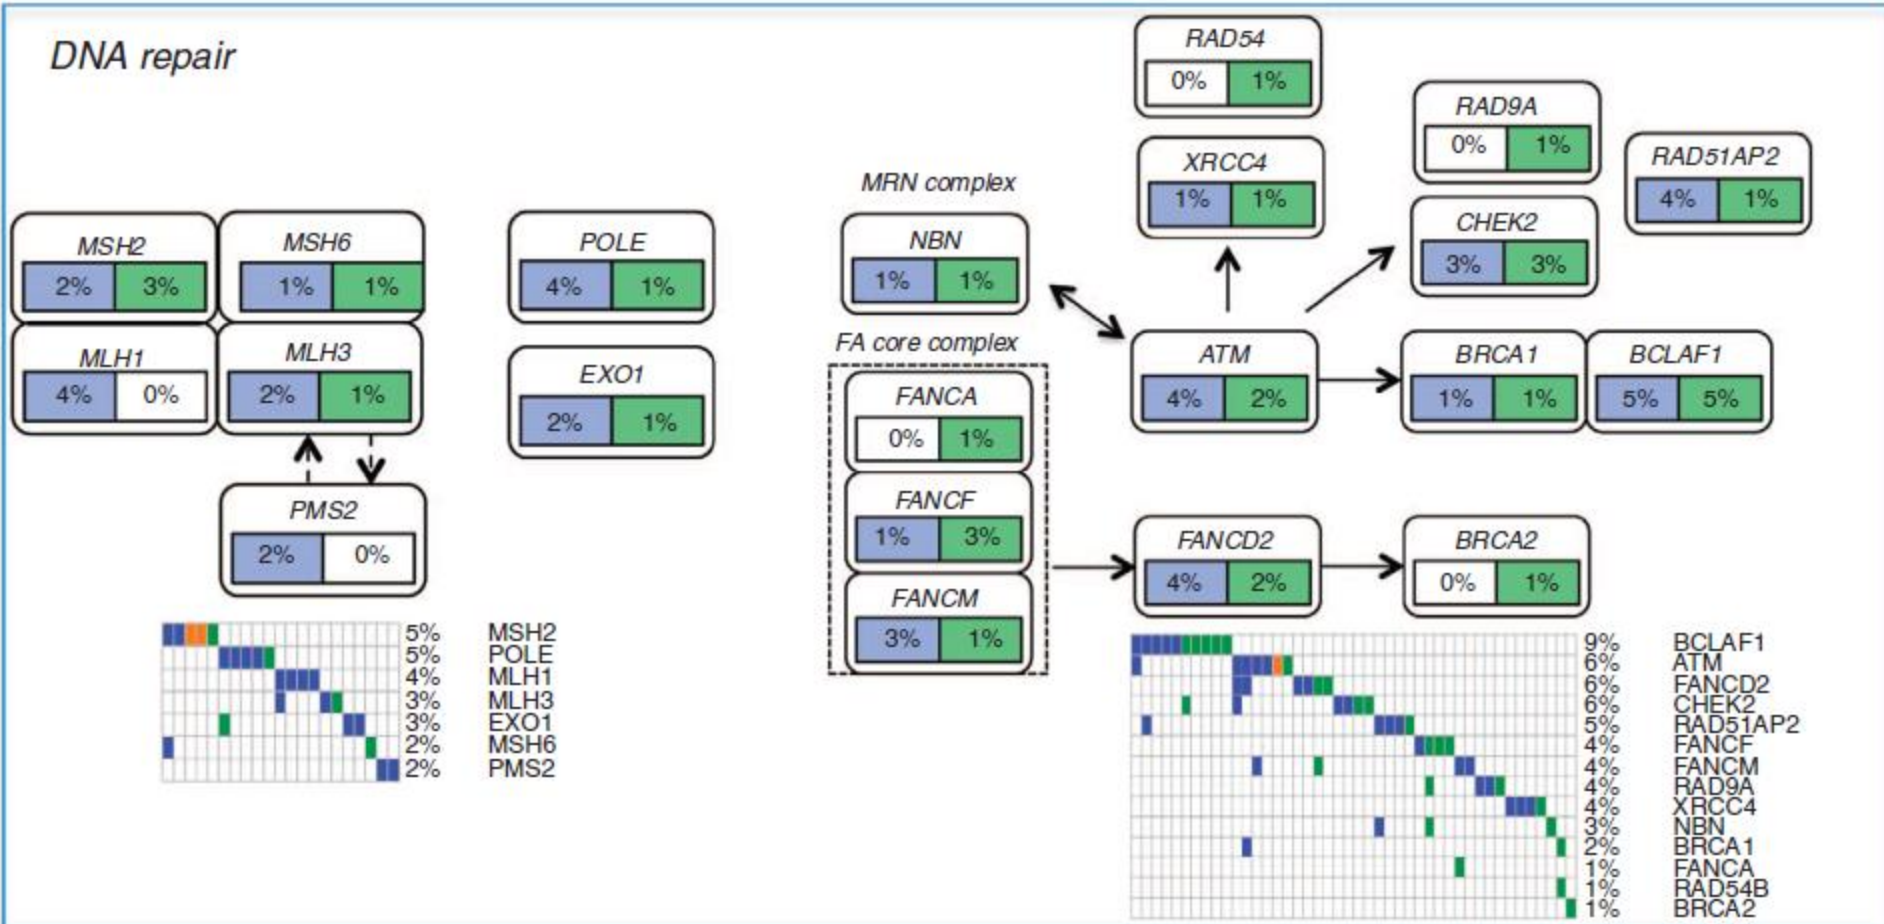 DNA repair
MSH2
2% 3%
MSH6
1% 1%
MLH1
4% 0%
MLH3
2% 1%
PMS2
2% 0%
POLE
4% 1%
EXO1
2% 1%
5% MSH2
5% POLE
4% MLH1
3% MLH3
3% EXO1
2% MSH6
2% PMS2
MRN complex
NBN
1% 1%
FA core complex
FANCA
0% 1%
FANCF
1% 3%
FANCM
3% 1%
RAD54
0% 1%
XRCC4
1% 1%
RAD9A
0% 1%
CHEK2
3% 3%
RAD51AP2
4% 1%
ATM
4% 2%
BRCA1
1% 1%
BCLAF1
5% 5%
FANCD2
4% 2%
BRCA2
0% 1%
9% BCLAF1
6% ATM
6% FANCD2
6% CHEK2
5% RAD51AP2
4% FANCF
4% FANCM
4% RAD9A
4% XRCC4
3% NBN
2% BRCA1
1% FANCA
1% RAD54B
1% BRCA2